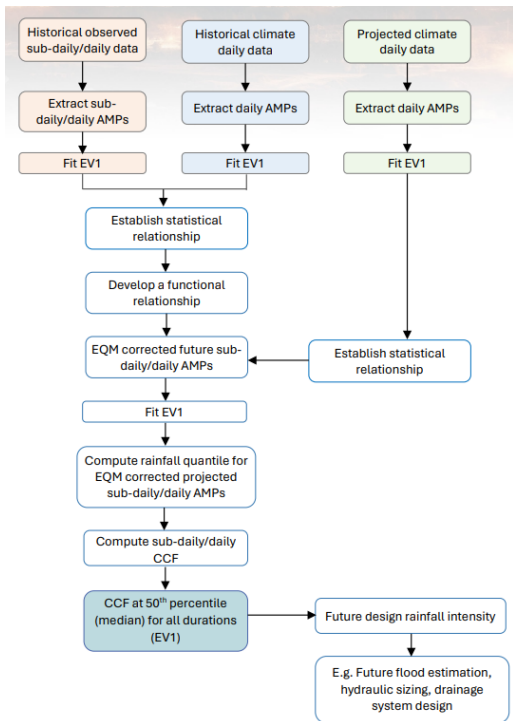 Historical observed
sub-daily/daily data
Historical climate
daily data
Projected climate
daily data
Extract sub-
daily/daily AMPs
Extract daily AMPs
Extract daily AMPs
Fit EV1
Fit EV1
Fit EV1
Establish statistical
relationship
Develop a functional
relationship
EQM corrected future sub-
daily/daily AMPs
Establish statistical
relationship
Fit EV1
Compute rainfall quantile for
EQM corrected projected
sub-daily/daily AMPs
Compute sub-daily/daily
CCF
CCF at 50th percentile
(median) for all durations
(EV1)
Future design rainfall intensity
E.g. Future flood estimation,
hydraulic sizing, drainage
system design